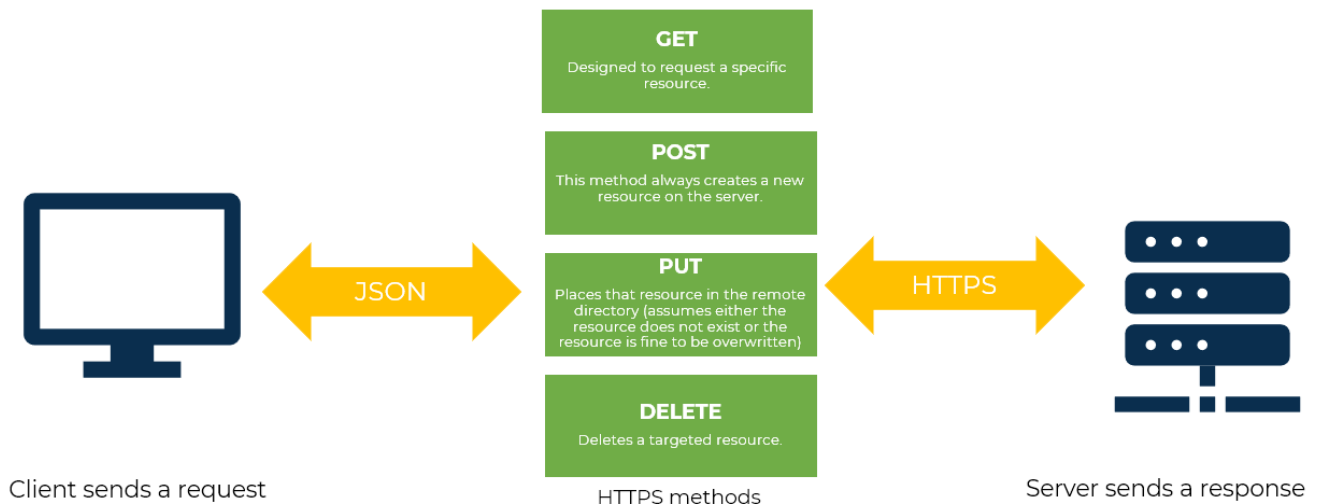 GET
Designed to request a specific
resource.
POST
This method always creates a new
resource on the server.
JSON
PUT
Places that resource in the remote
directory (assumes either the
resource does not exist or the
resource is fine to be overwritten)
HTTPS
DELETE
Deletes a targeted resource.
Client sends a request
HTTPS methods
Server sends a response